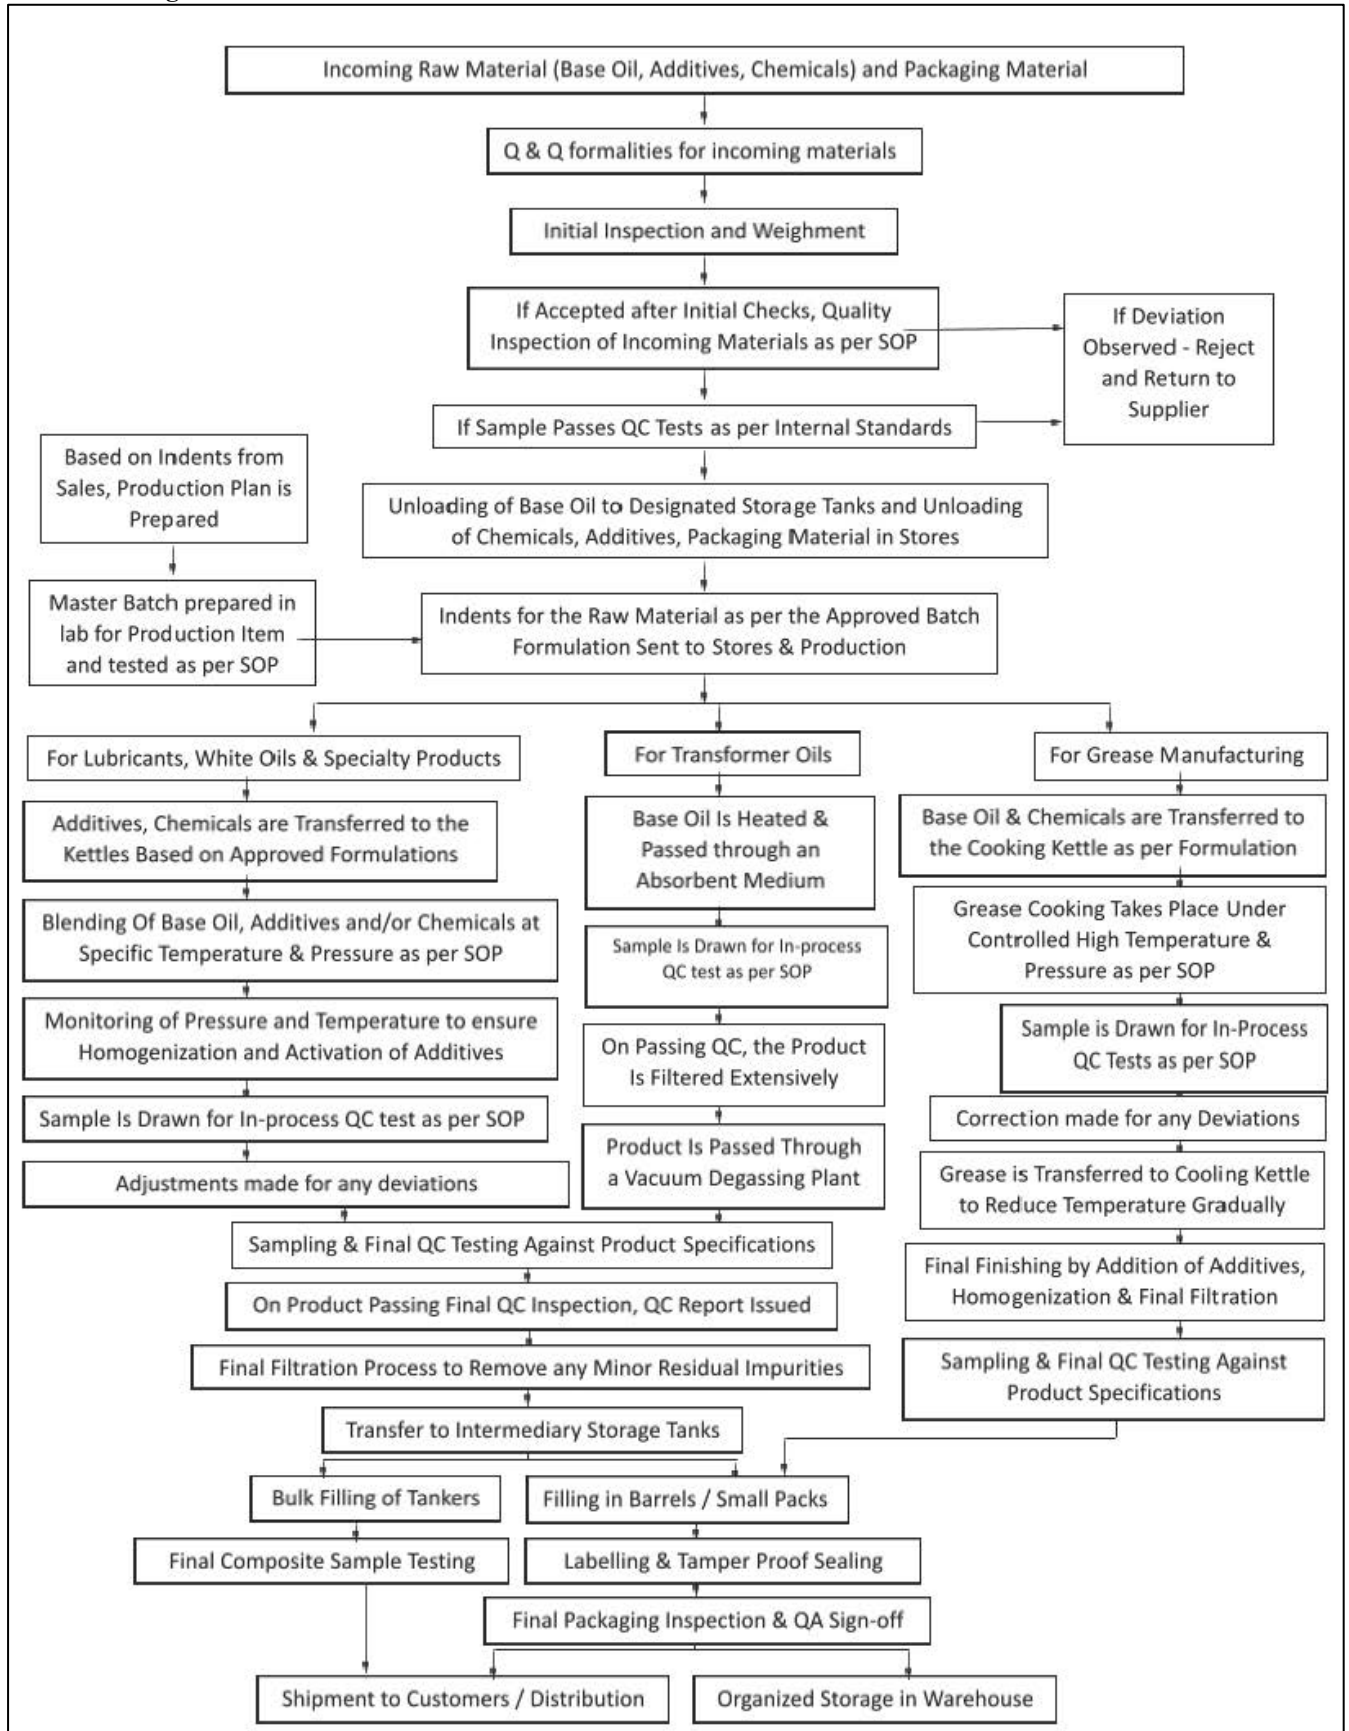 Incoming Raw Material (Base Oil, Additives, Chemicals) and Packaging Material
Q & Q formalities for incoming materials
Initial Inspection and Weighment
If Accepted after Initial Checks, Quality
Inspection of Incoming Materials as per SOP
If Deviation
Observed - Reject
and Return to
Supplier
If Sample Passes QC Tests as per Internal Standards
Based on Indents from
Sales, Production Plan is
Prepared
Unloading of Base Oil to Designated Storage Tanks and Unloading
of Chemicals, Additives, Packaging Material in Stores
Master Batch prepared in
lab for Production Item
and tested as per SOP
Indents for the Raw Material as per the Approved Batch
Formulation Sent to Stores & Production
For Lubricants, White Oils & Specialty Products
Additives, Chemicals are Transferred to the
Kettles Based on Approved Formulations
Blending Of Base Oil, Additives and/or Chemicals at
Specific Temperature & Pressure as per SOP
Monitoring of Pressure and Temperature to ensure
Homogenization and Activation of Additives
Sample Is Drawn for In-process QC test as per SOP
Adjustments made for any deviations
For Transformer Oils
Base Oil Is Heated &
Passed through an
Absorbent Medium
Sample Is Drawn for In-process
QC test as per SOP
On Passing QC, the Product
Is Filtered Extensively
Product Is Passed Through
a Vacuum Degassing Plant
For Grease Manufacturing
Base Oil & Chemicals are Transferred to
the Cooking Kettle as per Formulation
Grease Cooking Takes Place Under
Controlled High Temperature &
Pressure as per SOP
Sample is Drawn for In-Process
QC Tests as per SOP
Correction made for any Deviations
Grease is Transferred to Cooling Kettle
to Reduce Temperature Gradually
Final Finishing by Addition of Additives,
Homogenization & Final Filtration
Sampling & Final QC Testing Against
Product Specifications
Sampling & Final QC Testing Against Product Specifications
On Product Passing Final QC Inspection, QC Report Issued
Final Filtration Process to Remove any Minor Residual Impurities
Transfer to Intermediary Storage Tanks
Bulk Filling of Tankers
Filling in Barrels / Small Packs
Final Composite Sample Testing
Labelling & Tamper Proof Sealing
Final Packaging Inspection & QA Sign-off
Shipment to Customers / Distribution
Organized Storage in Warehouse